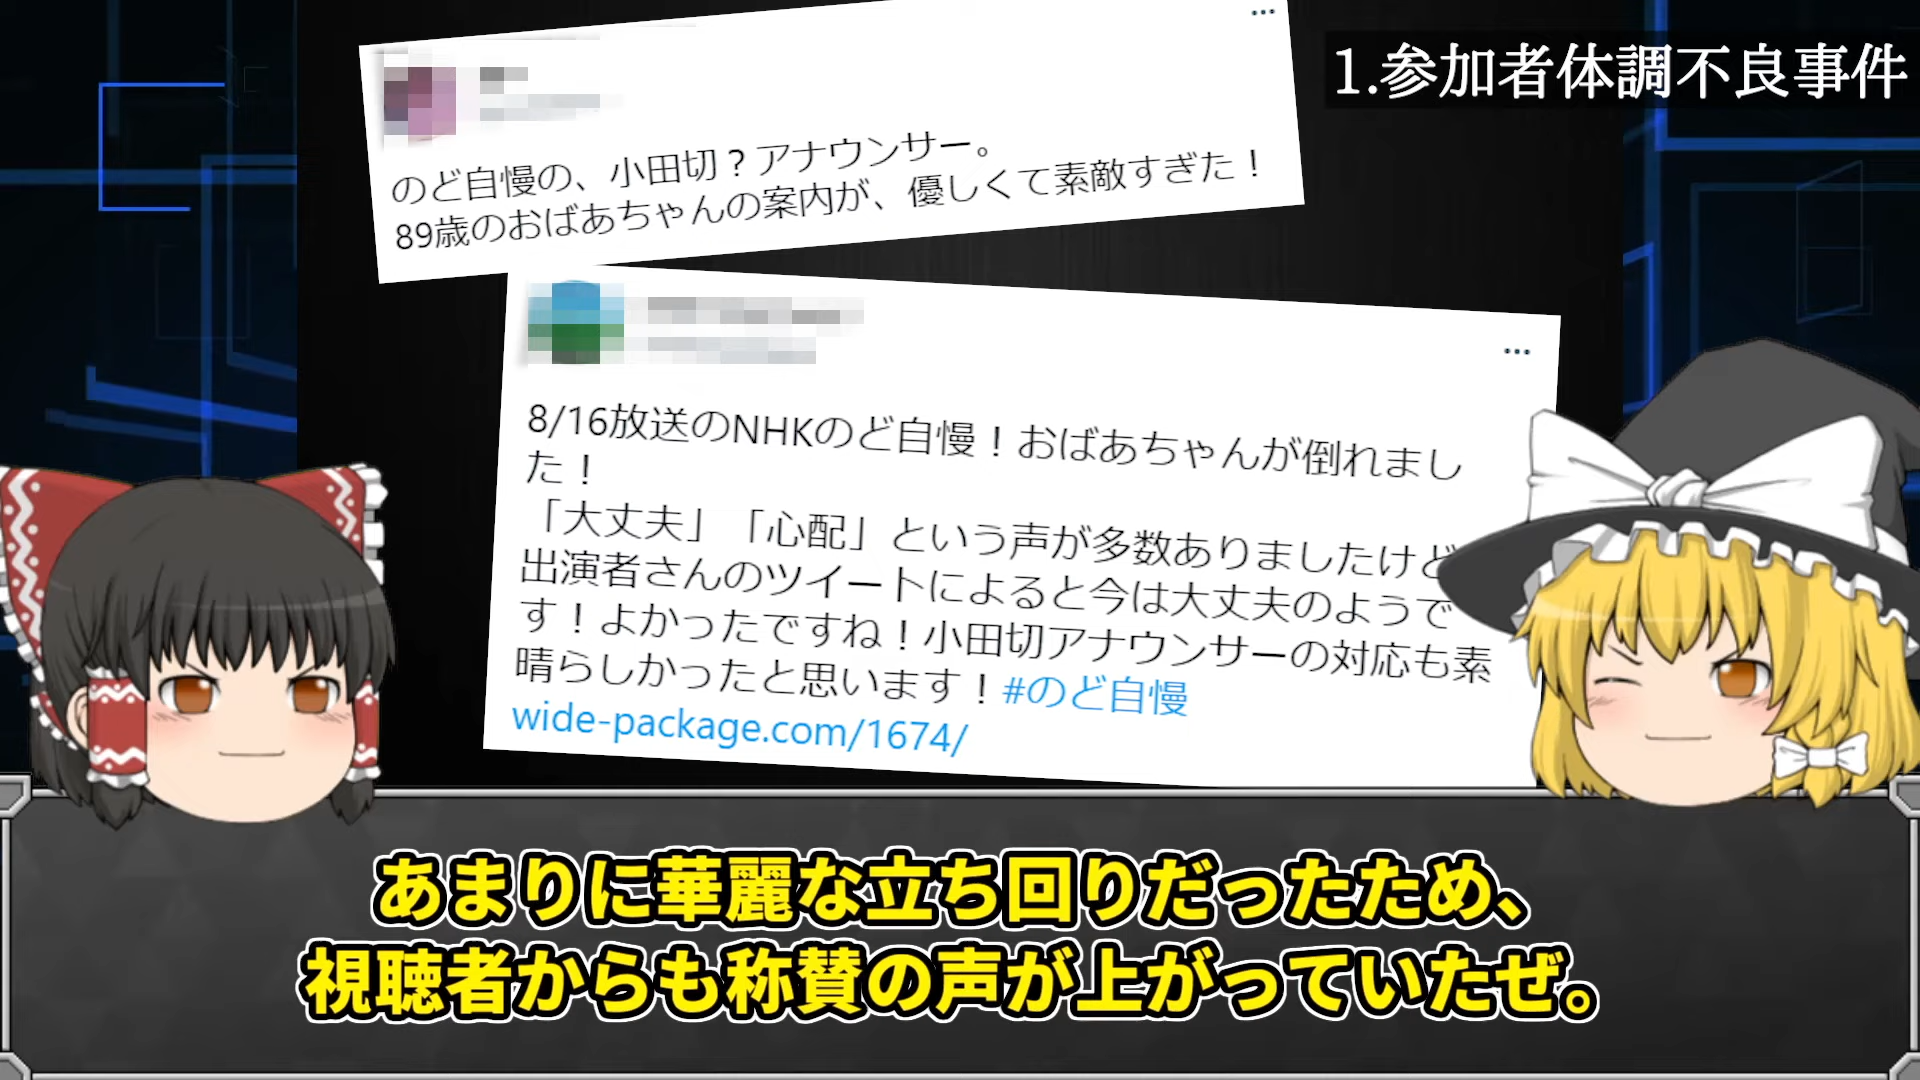 1.参加者体調不良事件
のど自慢の、小田切？アナウンサー。
89歳のおばあちゃんの案内が、優しくて素敵すぎた！
8/16放送のNHKのど自慢！おばあちゃんが倒れまし
た！
「大丈夫」「心配」という声が多数ありましたけど
出演者さんのツイートによると今は大丈夫のようで
す！よかったですね！小田切アナウンサーの対応も素
晴らしかったと思います！#のど自慢
wide-package.com/1674/
あまりに華麗な立ち回りだったため、
視聴者からも称賛の声が上がっていたぜ。